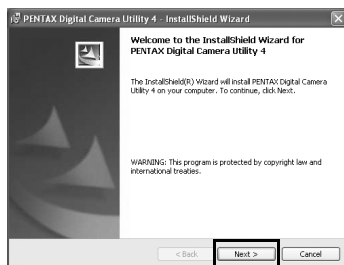 PENTAX Digital Camera Utility 4 - InstallShield Wizard
Welcome to the InstallShield Wizard for
PENTAX Digital Camera Utility 4
The InstallShield(R) Wizard will install PENTAX Digital Camera
Utility 4 on your computer. To continue, click Next.
WARNING: This program is protected by copyright law and
international treaties.
< Back
Next >
Cancel